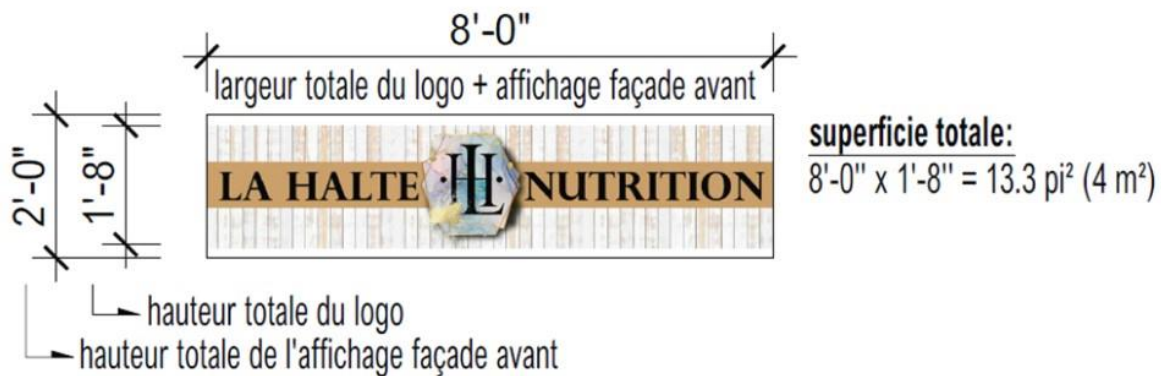 8'-0"
largeur totale du logo + affichage façade avant
2'-0"
1'-8"
LA HALTE HL NUTRITION
superficie totale:
8'-0" x 1'-8" = 13.3 pi² (4 m²)
hauteur totale du logo
hauteur totale de l'affichage façade avant